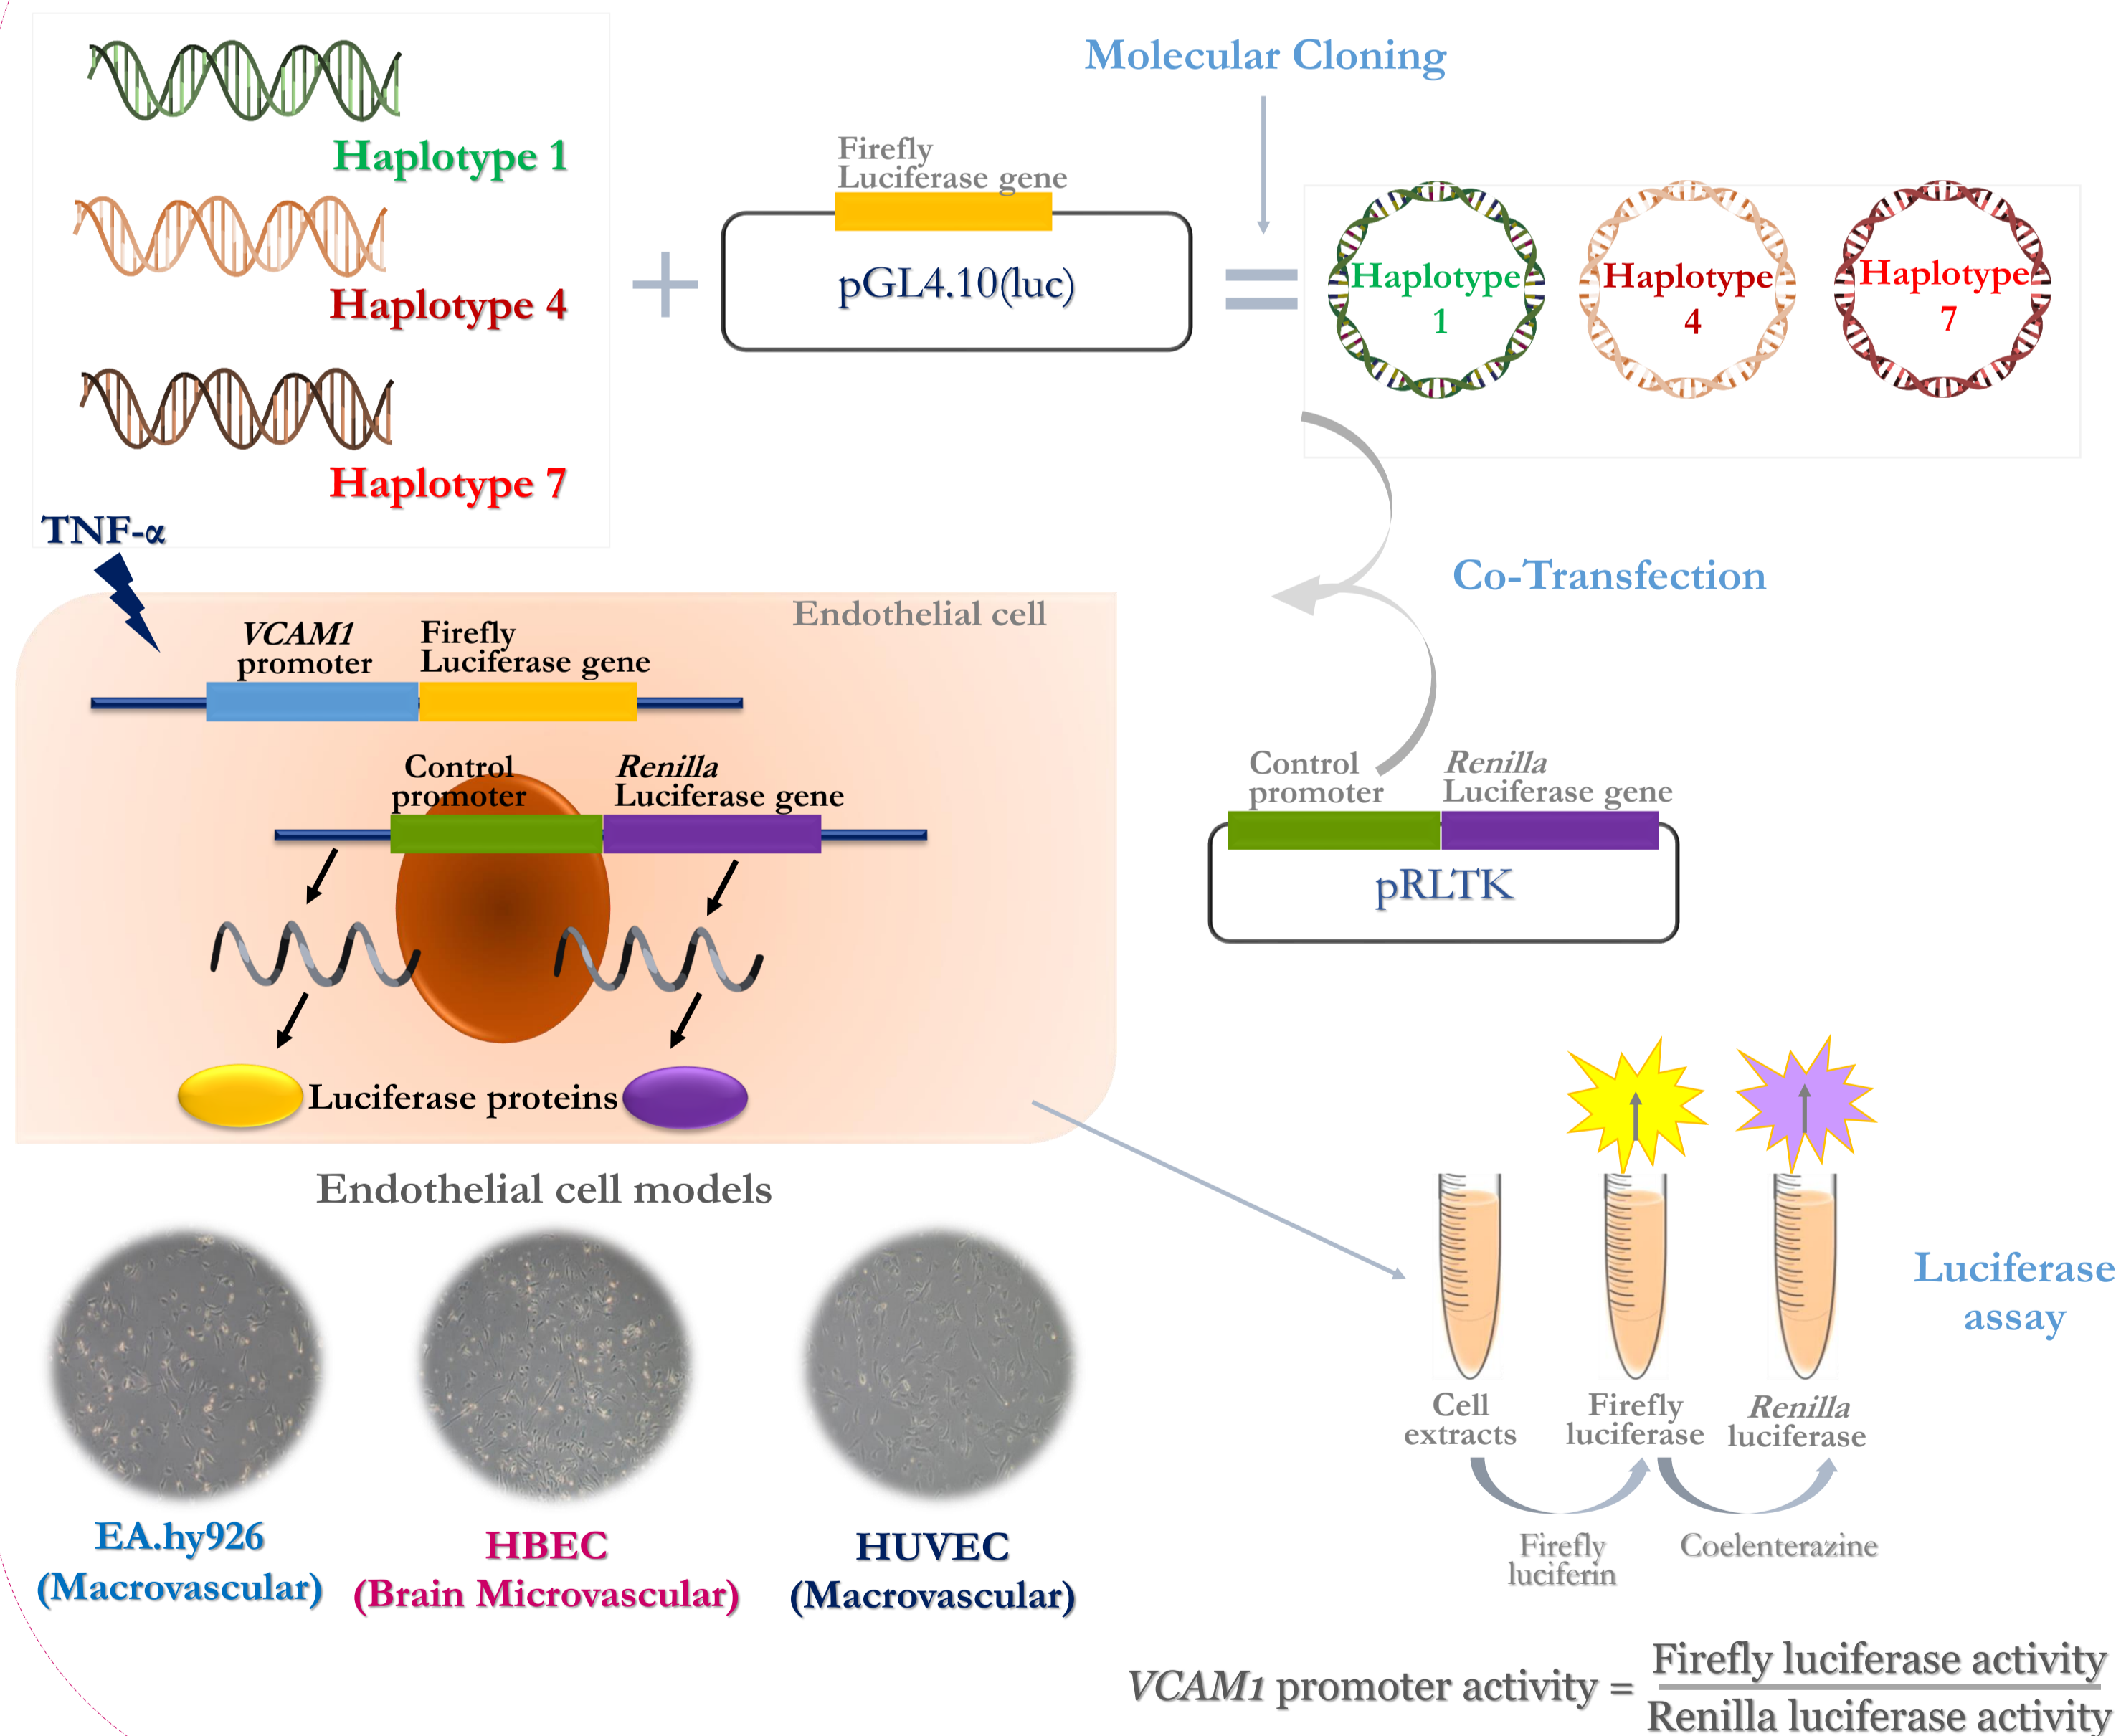 Haplotype 1
Haplotype 4
Haplotype 7
Firefly
Luciferase gene
pGL4.10(luc)
Molecular Cloning
Haplotype
1
Haplotype
4
Haplotype
7
Co-Transfection
TNF-α
Endothelial cell
VCAM1
promoter
Firefly
Luciferase gene
Control
promoter
Renilla
Luciferase gene
Luciferase proteins
Control
promoter
Renilla
Luciferase gene
pRLTK
Endothelial cell models
EA.hy926
(Macrovascular)
HBEC
(Brain Microvascular)
HUVEC
(Macrovascular)
Luciferase
assay
Cell
extracts
Firefly
luciferase
Renilla
luciferase
Firefly
luciferin
Coelenterazine
VCAM1 promoter activity =
Firefly luciferase activity
Renilla luciferase activity